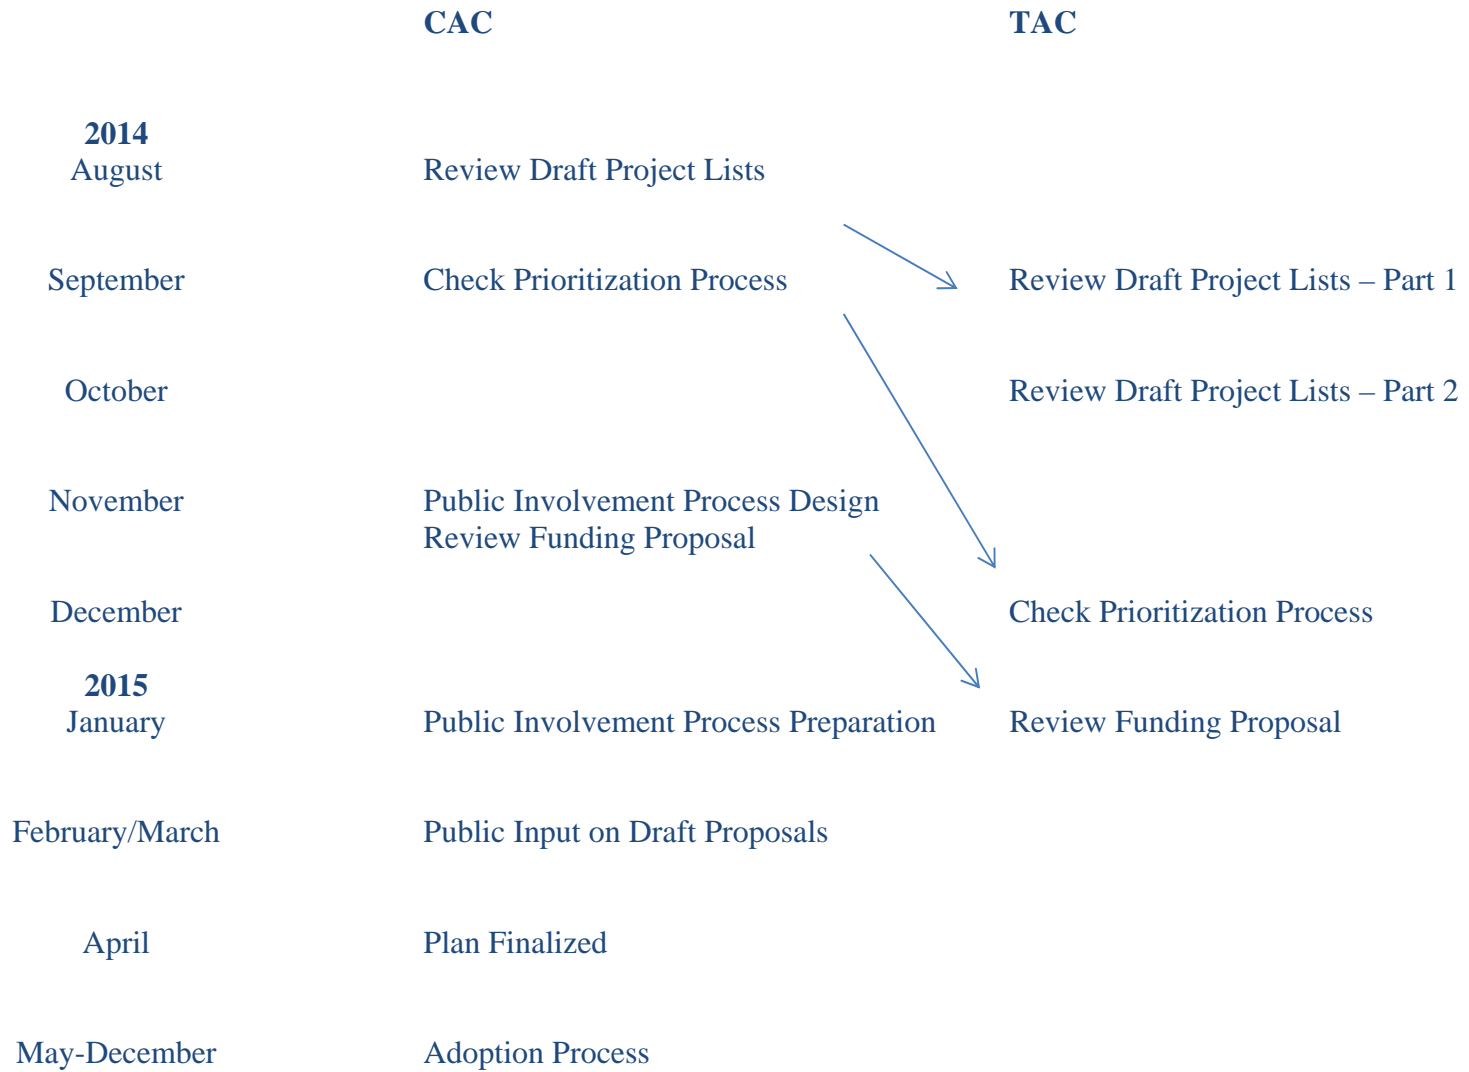 CAC TAC
2014
August Review Draft Project Lists
September Check Prioritization Process Review Draft Project Lists – Part 1
October Review Draft Project Lists – Part 2
November Public Involvement Process Design
Review Funding Proposal
December Check Prioritization Process
2015
January Public Involvement Process Preparation Review Funding Proposal
February/March Public Input on Draft Proposals
April Plan Finalized
May-December Adoption Process